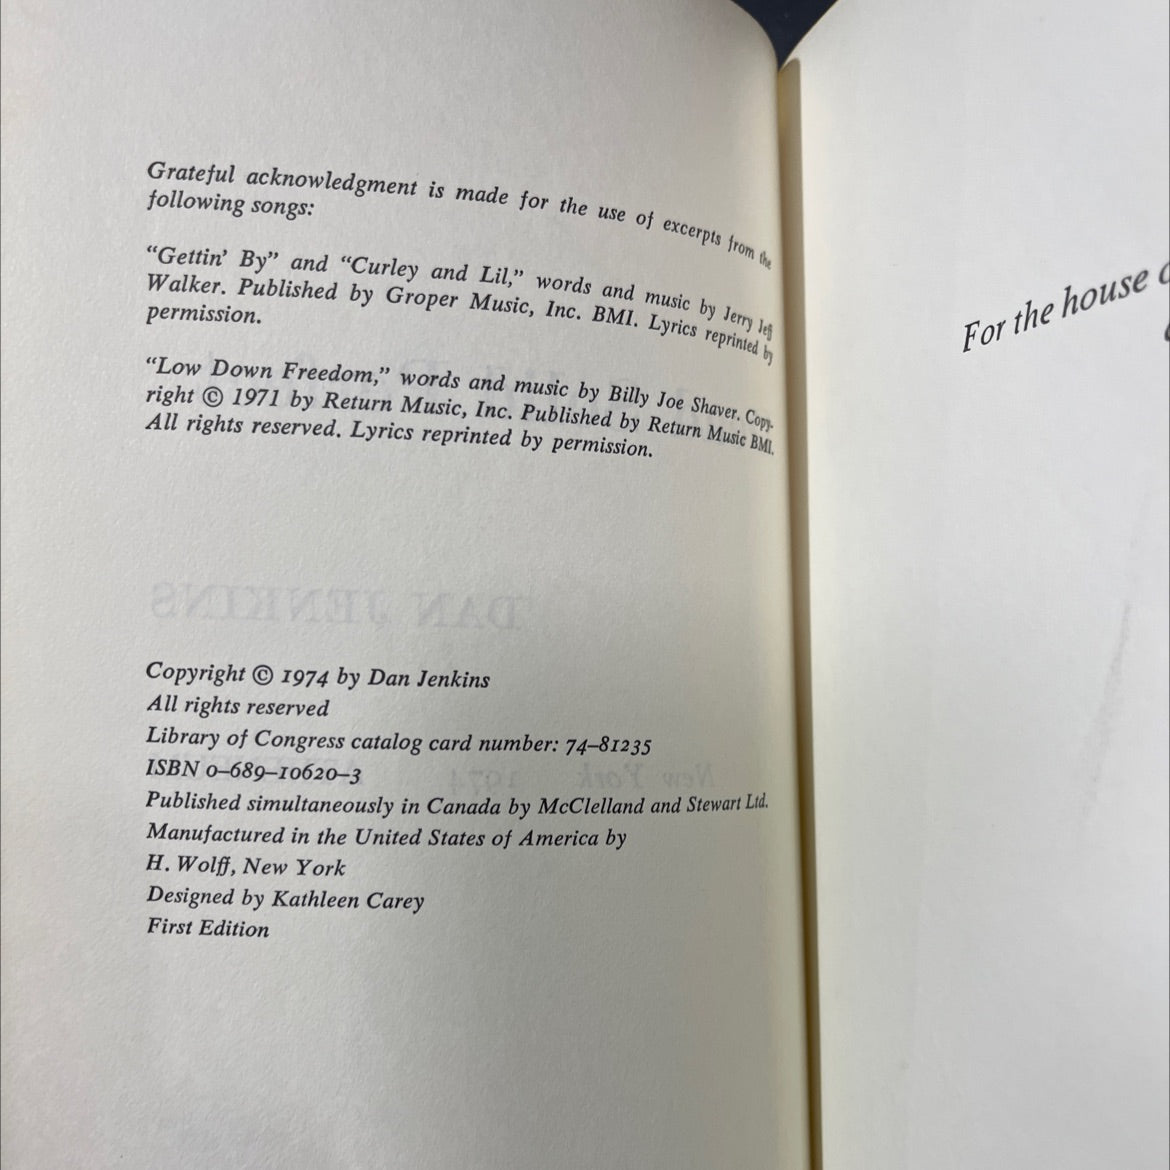 Grateful acknowledgment is made for the use of excerpts from the
following songs:
“Gettin’ By” and “Curley and Lil,” words and music by Jerry Jeff
Walker. Published by Groper Music, Inc. BMI. Lyrics reprinted by
permission.
“Low Down Freedom,” words and music by Billy Joe Shaver. Copy-
right © 1971 by Return Music, Inc. Published by Return Music BMI.
All rights reserved. Lyrics reprinted by permission.
DAN JENKINS
Copyright © 1974 by Dan Jenkins
All rights reserved
Library of Congress catalog card number: 74–81235
ISBN 0–689–10620–3
New York 1974
Published simultaneously in Canada by McClelland and Stewart Ltd.
Manufactured in the United States of America by
H. Wolff, New York
Designed by Kathleen Carey
First Edition
For the house